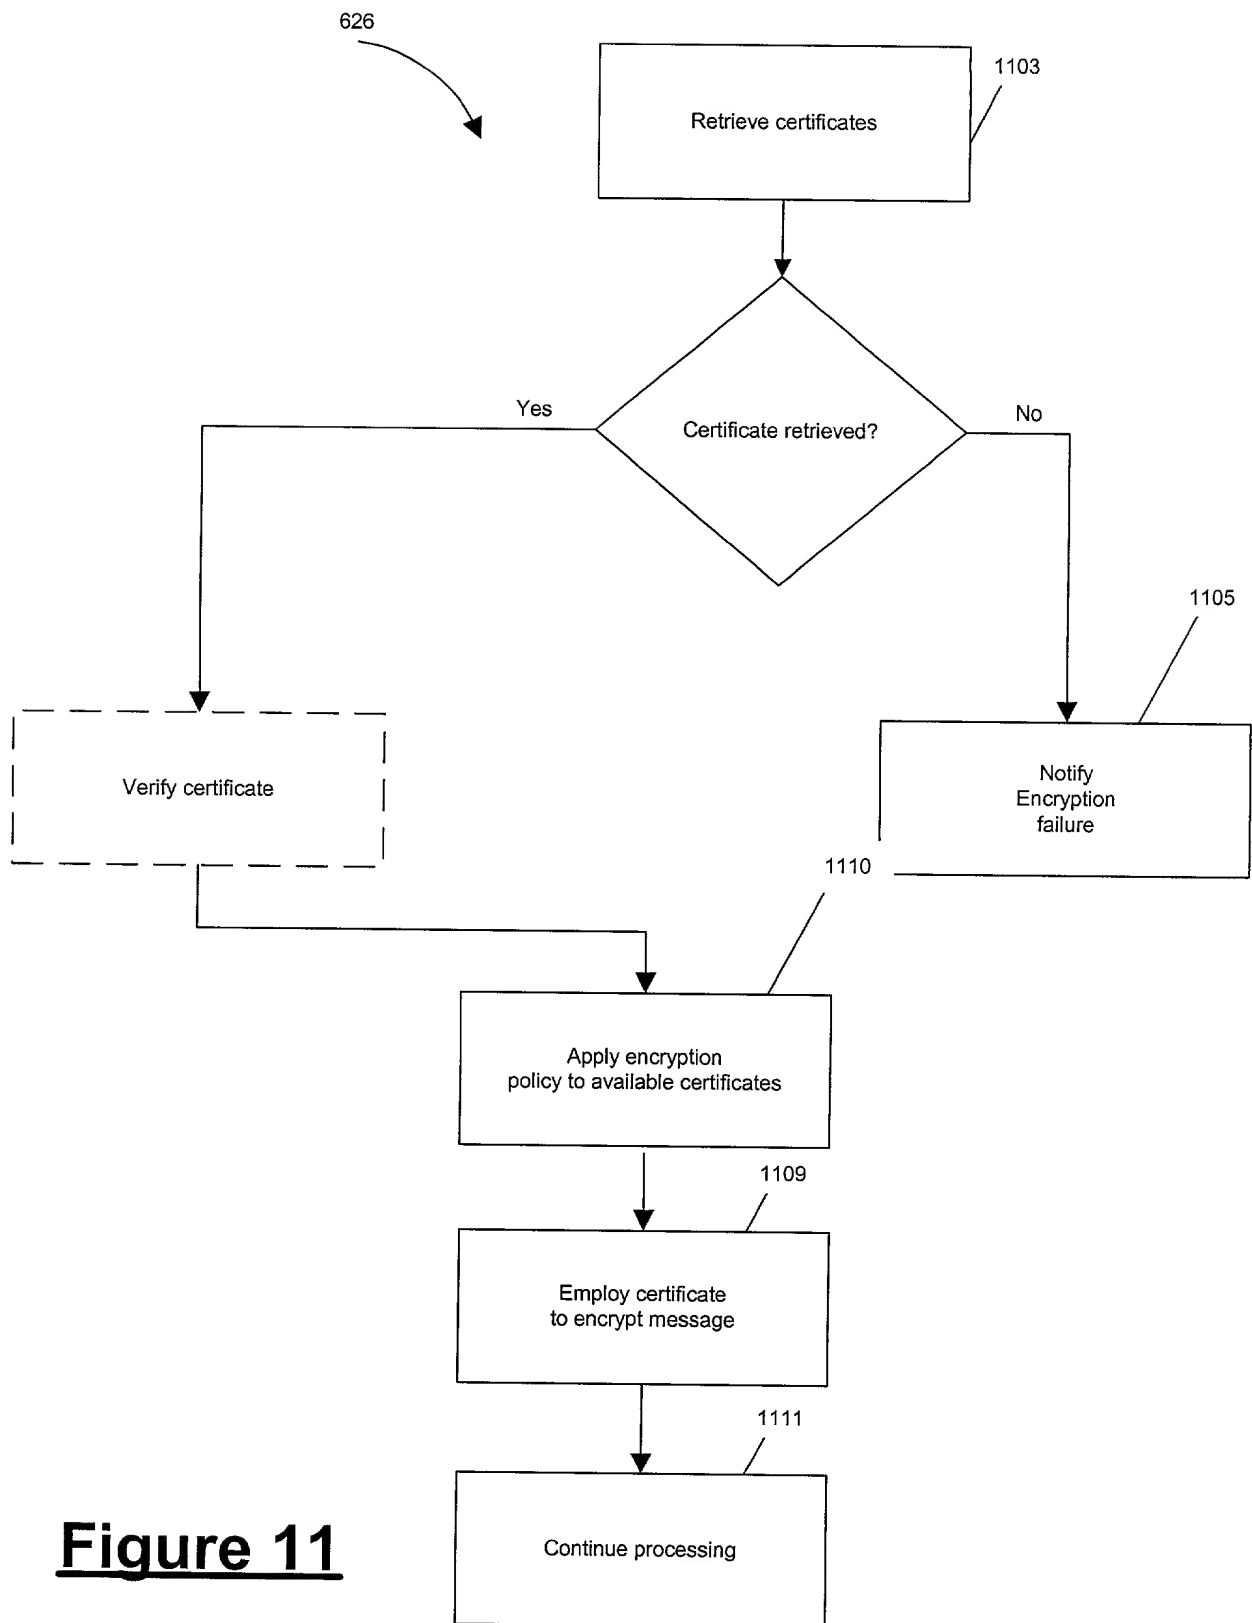 626
1103
Retrieve certificates
Yes
Certificate retrieved?
No
1105
Verify certificate
Notify
Encryption
failure
1110
Apply encryption
policy to available certificates
1109
Employ certificate
to encrypt message
1111
Continue processing
Figure 11